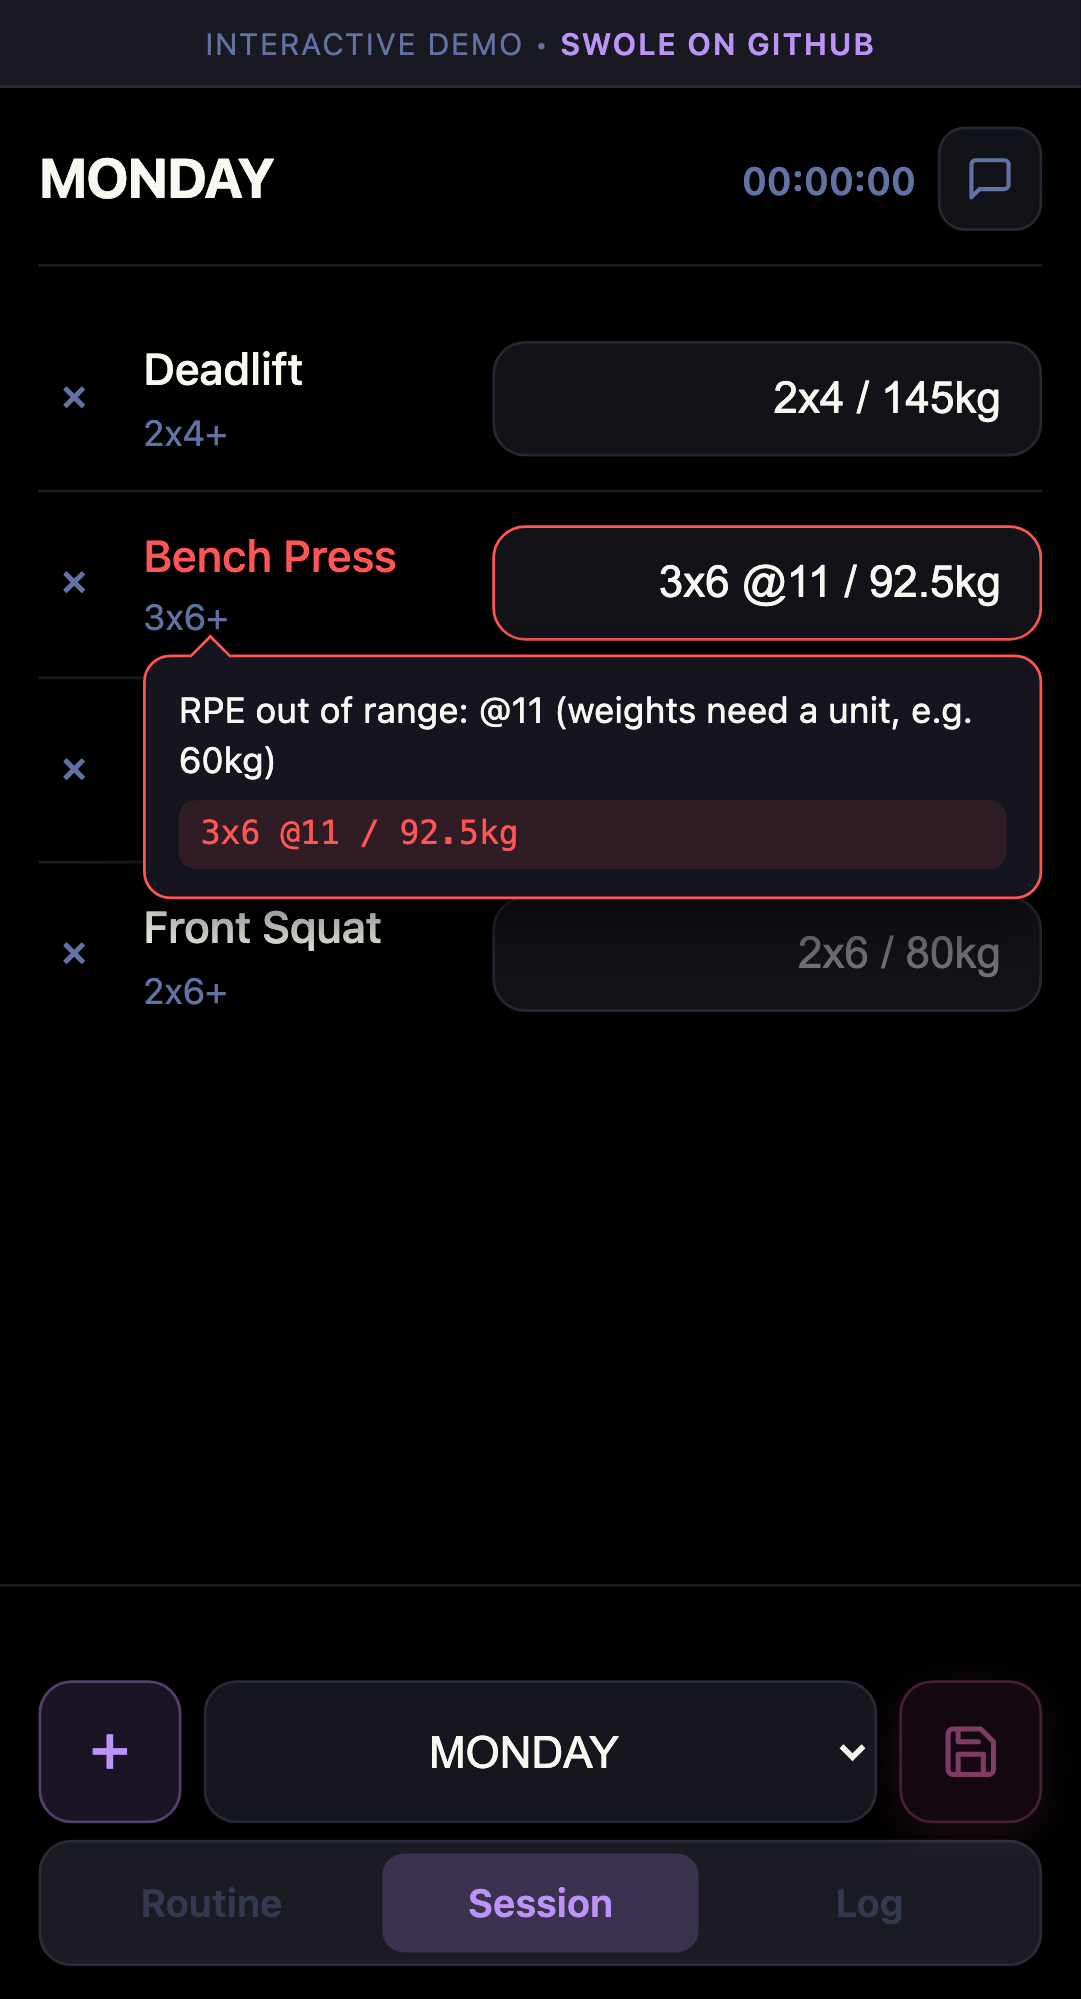 INTERACTIVE DEMO • SWOLE ON GITHUB
MONDAY 00:00:00
Deadlift
2x4+
2x4 / 145kg
Bench Press
3x6+
3x6 @11 / 92.5kg
RPE out of range: @11 (weights need a unit, e.g.
60kg)
3x6 @11 / 92.5kg
Front Squat
2x6+
2x6 / 80kg
MONDAY
Routine Session Log